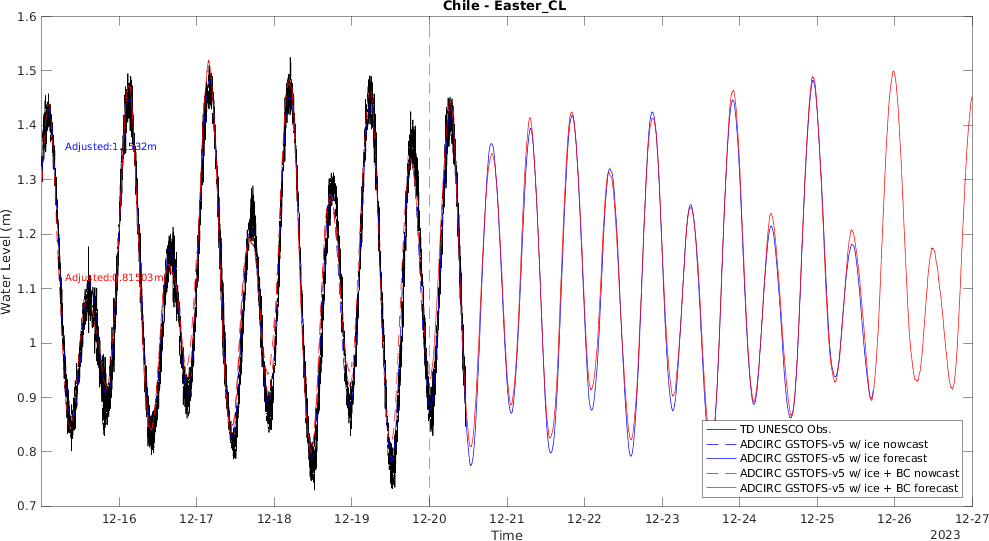 Chile - Easter_CL
1.6
1.5
1.4
1.3
1.2
1.1
1
0.9
0.8
0.7
Water Level (m)
Adjusted:0.81503m
TD UNESCO Obs.
ADCIRC GSTOFS-v5 w/ ice nowcast
ADCIRC GSTOFS-v5 w/ ice forecast
ADCIRC GSTOFS-v5 w/ ice + BC nowcast
ADCIRC GSTOFS-v5 w/ ice + BC forecast
12-16 12-17 12-18 12-19 12-20 12-21 12-22 12-23 12-24 12-25 12-26 12-27
Time
2023